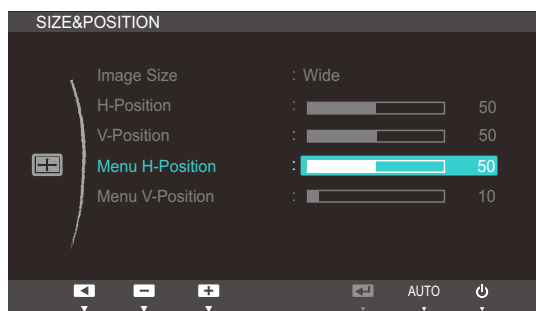 SIZE&POSITION
Image Size : Wide
H-Position : 50
V-Position : 50
Menu H-Position : 50
Menu V-Position : 10
AUTO